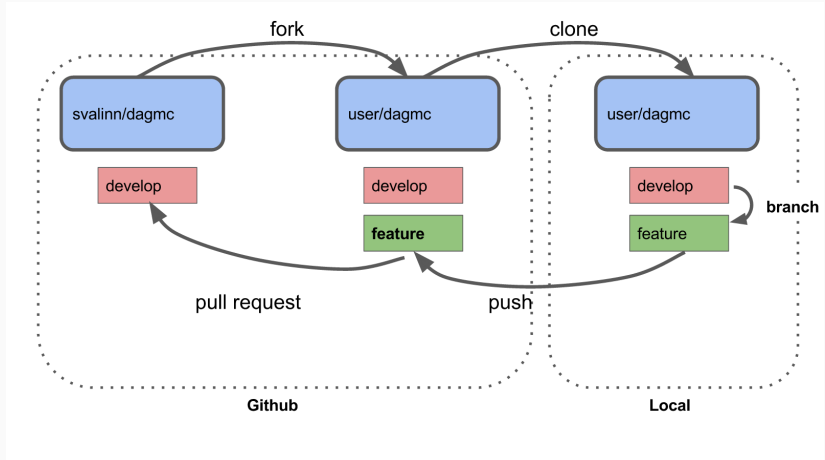 fork
clone
svalinn/dagmc
user/dagmc
user/dagmc
develop
develop
develop
branch
feature
feature
pull request
push
Github
Local